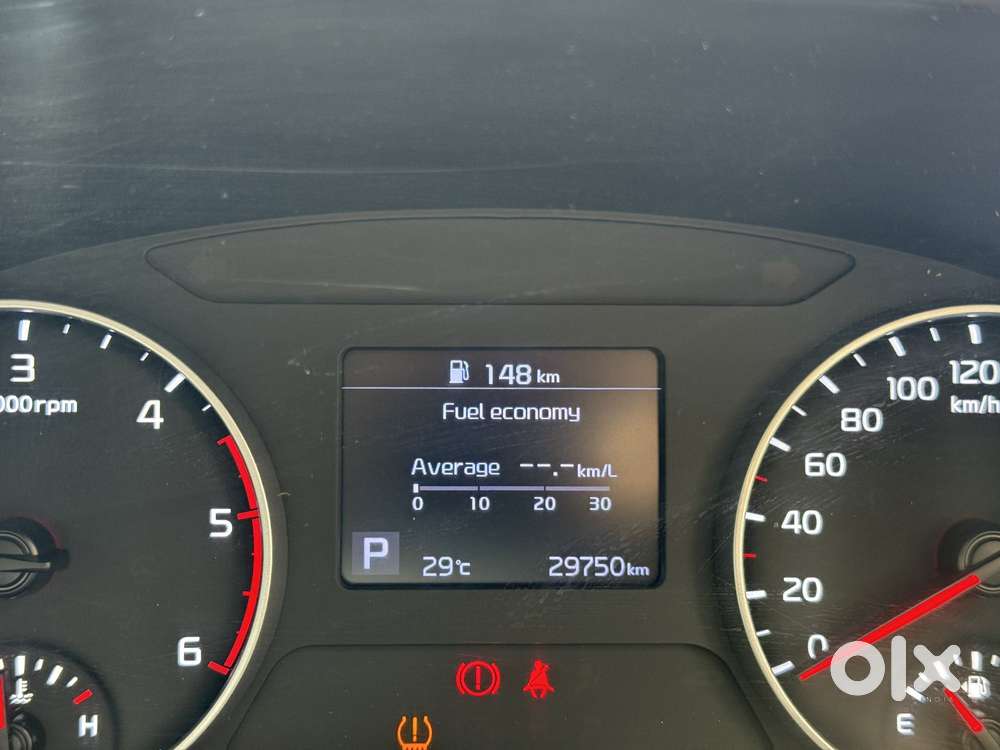 148 km
Fuel economy
Average --.- km/L
0 10 20 30
P 29°C 29750 km
3
000rpm
4
5
6
H
120
km/h
100
80
60
40
20
0
E
olx